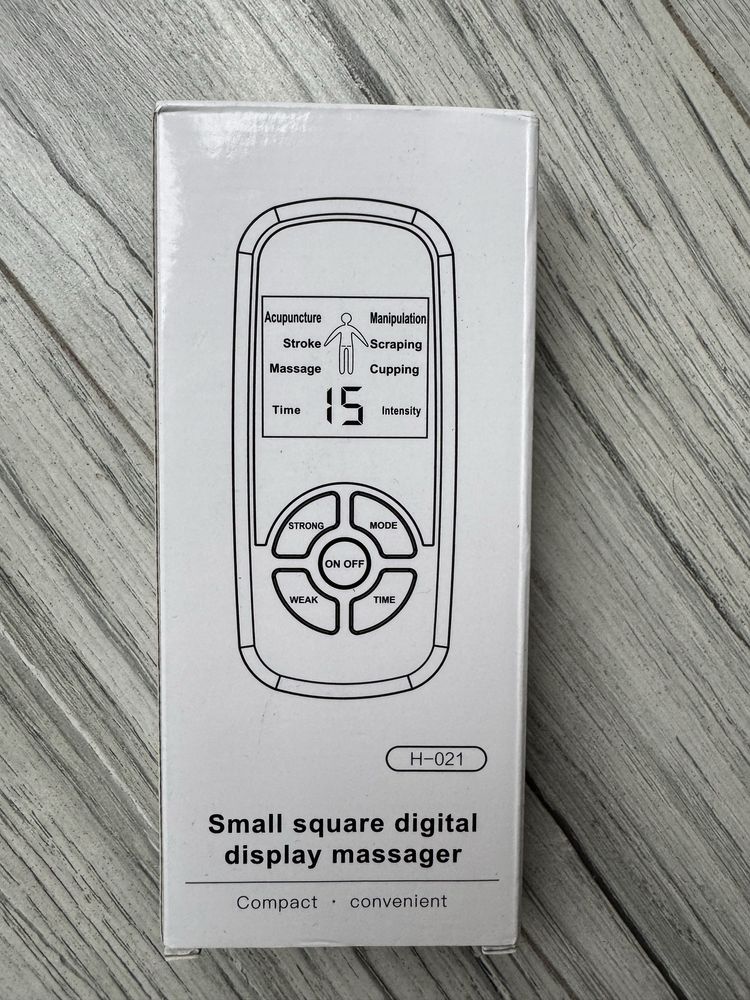 Acupuncture Manipulation
Stroke Scraping
Massage Cupping
Time 15 Intensity
STRONG MODE
ON OFF
WEAK TIME
H-021
Small square digital
display massager
Compact · convenient